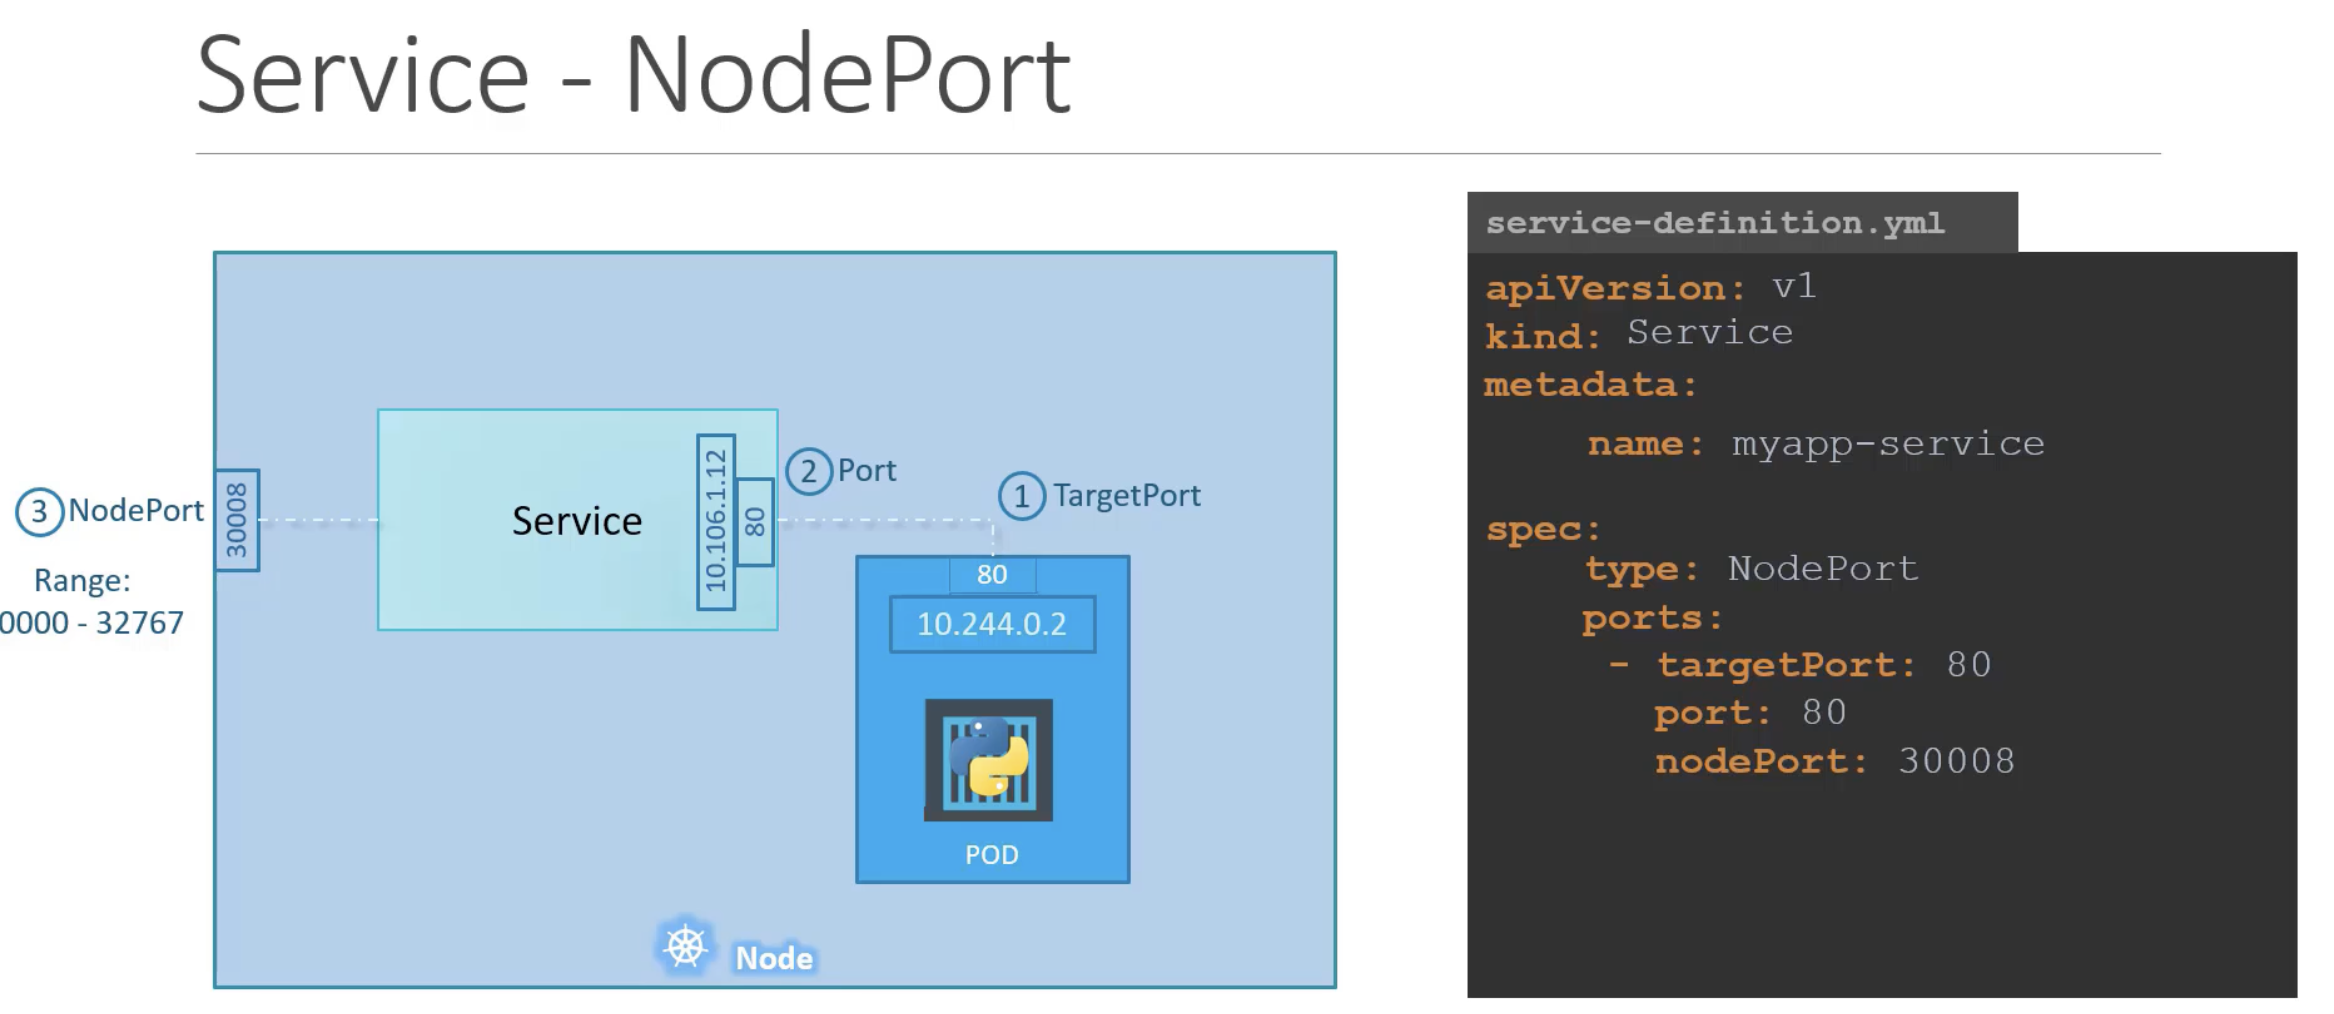 Service - NodePort
3 NodePort
Range:
0000 - 32767
30008
Service
10.106.1.12
80
2 Port
1 TargetPort
80
10.244.0.2
POD
Node
service-definition.yml
apiVersion: v1
kind: Service
metadata:
name: myapp-service
spec:
type: NodePort
ports:
- targetPort: 80
port: 80
nodePort: 30008